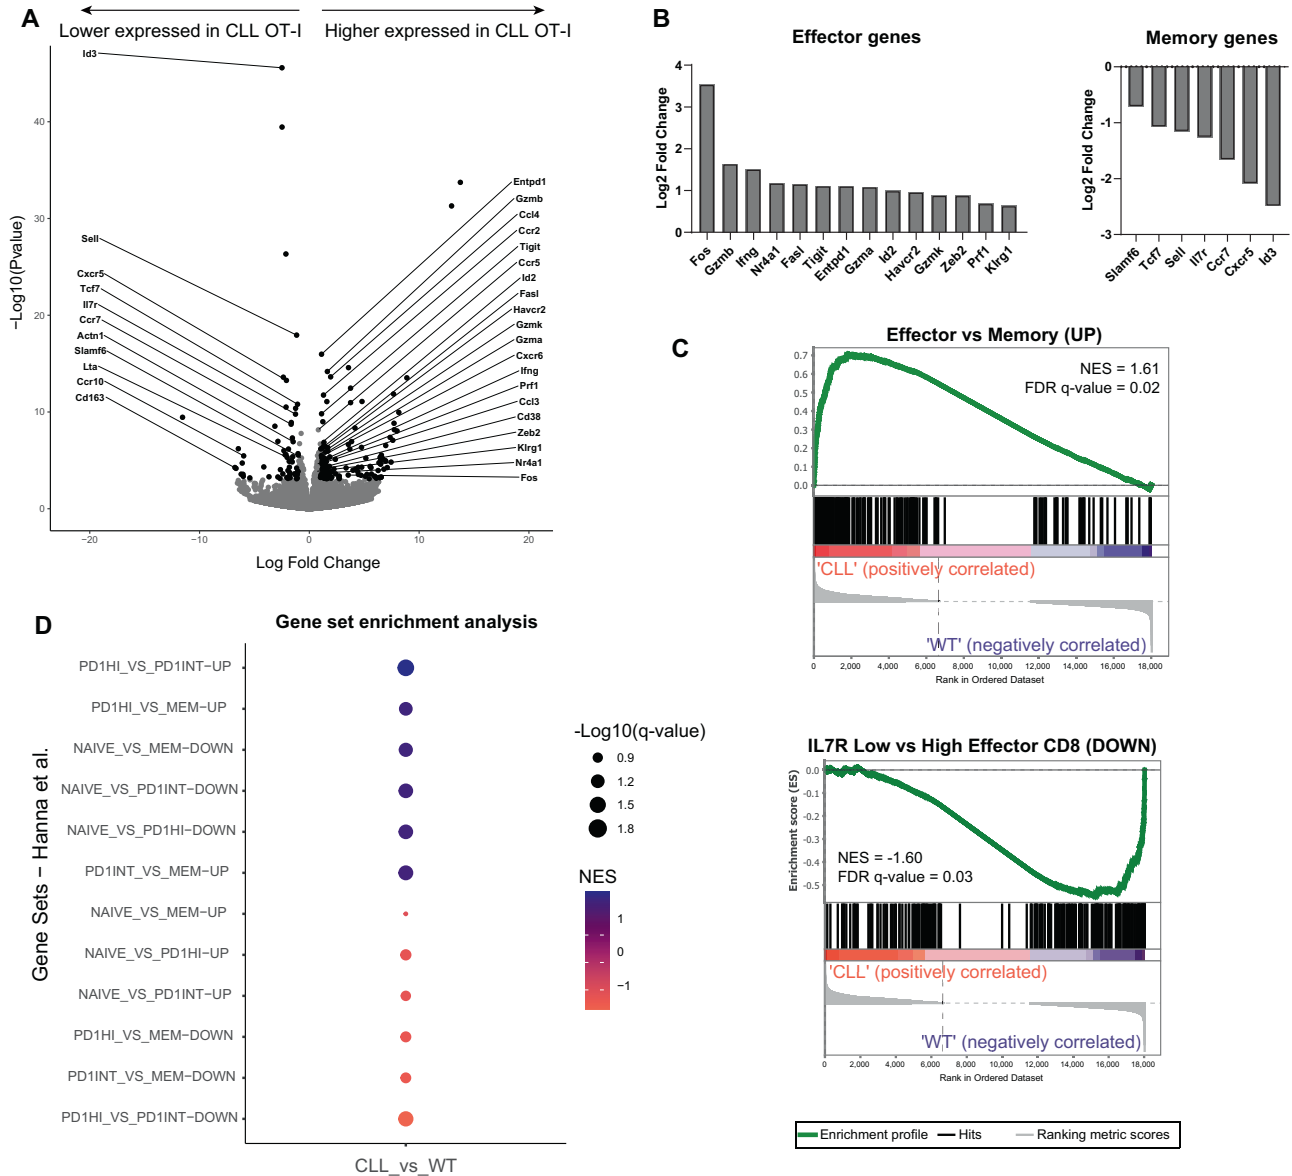 A
Lower expressed in CLL OT-I
Higher expressed in CLL OT-I
Id3
Sell
Cxcr5
Tcf7
Il7r
Ccr7
Actn1
Slamf6
Lta
Ccr10
Cd163
Entpd1
Gzmb
Ccl4
Ccr2
Tigit
Ccr5
Id2
Fasl
Havcr2
Gzmk
Gzma
Cxcr6
Ifng
Prf1
Ccl3
Cd38
Zeb2
Klrg1
Nr4a1
Fos
−Log10(Pvalue)
40
30
20
10
0
−20
−10
0
10
20
Log Fold Change
B
Effector genes
Log2 Fold Change
4
3
2
1
0
Fos
Gzmb
Ifng
Nr4a1
Fasl
Tigit
Entpd1
Gzma
Id2
Havcr2
Gzmk
Zeb2
Prf1
Klrg1
Memory genes
Log2 Fold Change
0
-1
-2
-3
Slamf6
Tcf7
Sell
Il7r
Ccr7
Cxcr5
Id3
C
Effector vs Memory (UP)
NES = 1.61
FDR q-value = 0.02
0.7
0.6
0.5
0.4
0.3
0.2
0.1
0.0
'CLL' (positively correlated)
'WT' (negatively correlated)
0
2,000
4,000
6,000
8,000
10,000
12,000
14,000
16,000
18,000
Rank in Ordered Dataset
IL7R Low vs High Effector CD8 (DOWN)
Enrichment score (ES)
0.0
-0.1
-0.2
-0.3
-0.4
-0.5
NES = -1.60
FDR q-value = 0.03
'CLL' (positively correlated)
'WT' (negatively correlated)
0
2,000
4,000
6,000
8,000
10,000
12,000
14,000
16,000
18,000
Rank in Ordered Dataset
Enrichment profile
Hits
Ranking metric scores
D
Gene set enrichment analysis
Gene Sets − Hanna et al.
PD1HI_VS_PD1INT−UP
PD1HI_VS_MEM−UP
NAIVE_VS_MEM−DOWN
NAIVE_VS_PD1INT−DOWN
NAIVE_VS_PD1HI−DOWN
PD1INT_VS_MEM−UP
NAIVE_VS_MEM−UP
NAIVE_VS_PD1HI−UP
NAIVE_VS_PD1INT−UP
PD1HI_VS_MEM−DOWN
PD1INT_VS_MEM−DOWN
PD1HI_VS_PD1INT−DOWN
CLL_vs_WT
-Log10(q-value)
0.9
1.2
1.5
1.8
NES
1
0
−1